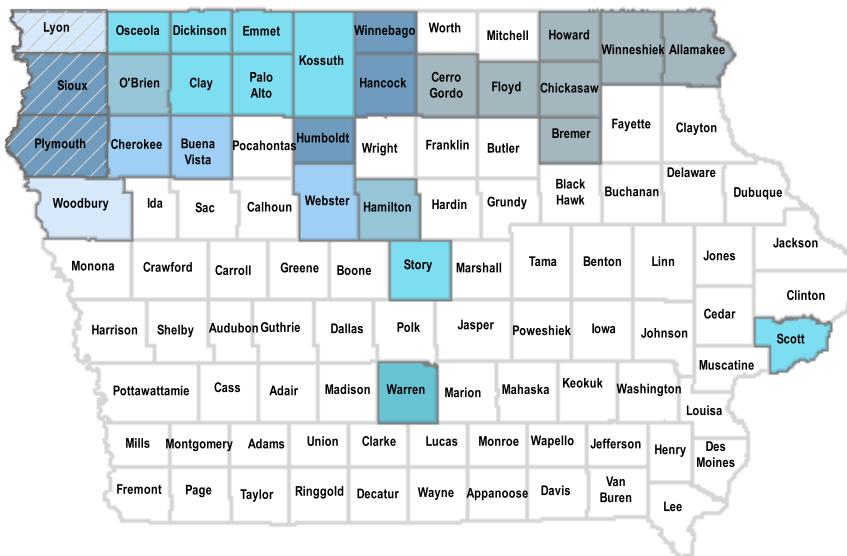 Lyon
Osceola
Dickinson
Emmet
Kossuth
Winnebago
Worth
Mitchell
Howard
Winneshiek
Allamakee
Sioux
O'Brien
Clay
Palo
Alto
Hancock
Cerro
Gordo
Floyd
Chickasaw
Plymouth
Cherokee
Buena
Vista
Pocahontas
Humboldt
Wright
Franklin
Butler
Bremer
Fayette
Clayton
Woodbury
Ida
Sac
Calhoun
Webster
Hamilton
Hardin
Grundy
Black
Hawk
Buchanan
Delaware
Dubuque
Monona
Crawford
Carroll
Greene
Boone
Story
Marshall
Tama
Benton
Linn
Jones
Jackson
Clinton
Harrison
Shelby
Audubon
Guthrie
Dallas
Polk
Jasper
Poweshiek
Iowa
Johnson
Cedar
Scott
Muscatine
Pottawattamie
Cass
Adair
Madison
Warren
Marion
Mahaska
Keokuk
Washington
Louisa
Mills
Montgomery
Adams
Union
Clarke
Lucas
Monroe
Wapello
Jefferson
Henry
Des
Moines
Fremont
Page
Taylor
Ringgold
Decatur
Wayne
Appanoose
Davis
Van
Buren
Lee